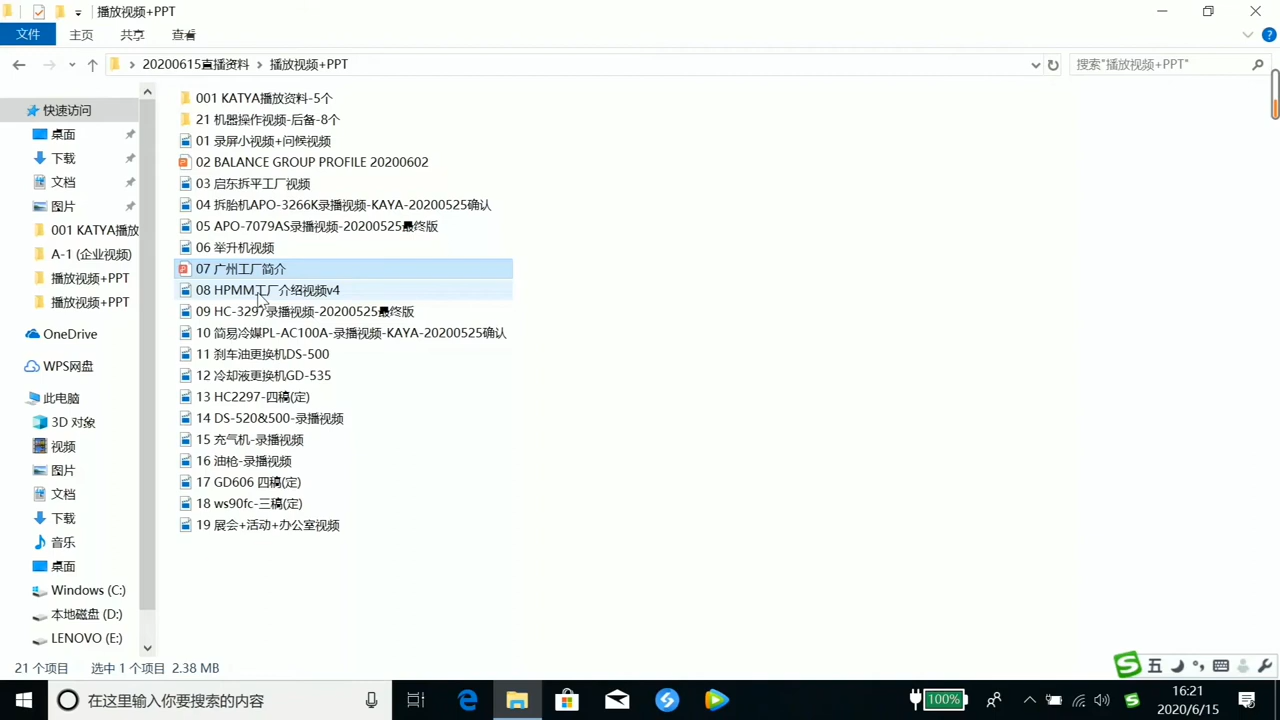 播放视频+PPT
文件 主页 共享 查看
20200615直播资料 播放视频+PPT
搜索"播放视频+PPT"
快速访问
桌面
下载
文档
图片
001 KATYA播放
A-1 (企业视频)
播放视频+PPT
播放视频+PPT
OneDrive
WPS网盘
此电脑
3D 对象
视频
图片
文档
下载
音乐
桌面
Windows (C:)
本地磁盘 (D:)
LENOVO (E:)
001 KATYA播放资料-5个
21 机器操作视频-后备-8个
01 录屏小视频+问候视频
02 BALANCE GROUP PROFILE 20200602
03 启东拆平工厂视频
04 拆胎机APO-3266K录播视频-KAYA-20200525确认
05 APO-7079AS录播视频-20200525最终版
06 举升机视频
07 广州工厂简介
08 HPMM工厂介绍视频v4
09 HC-3297录播视频-20200525最终版
10 简易冷媒PL-AC100A-录播视频-KAYA-20200525确认
11 刹车油更换机DS-500
12 冷却液更换机GD-535
13 HC2297-四稿(定)
14 DS-520&500-录播视频
15 充气机-录播视频
16 油枪-录播视频
17 GD606 四稿(定)
18 ws90fc-三稿(定)
19 展会+活动+办公室视频
21 个项目 选中 1 个项目 2.38 MB
五
在这里输入你要搜索的内容
100%
16:21
2020/6/15